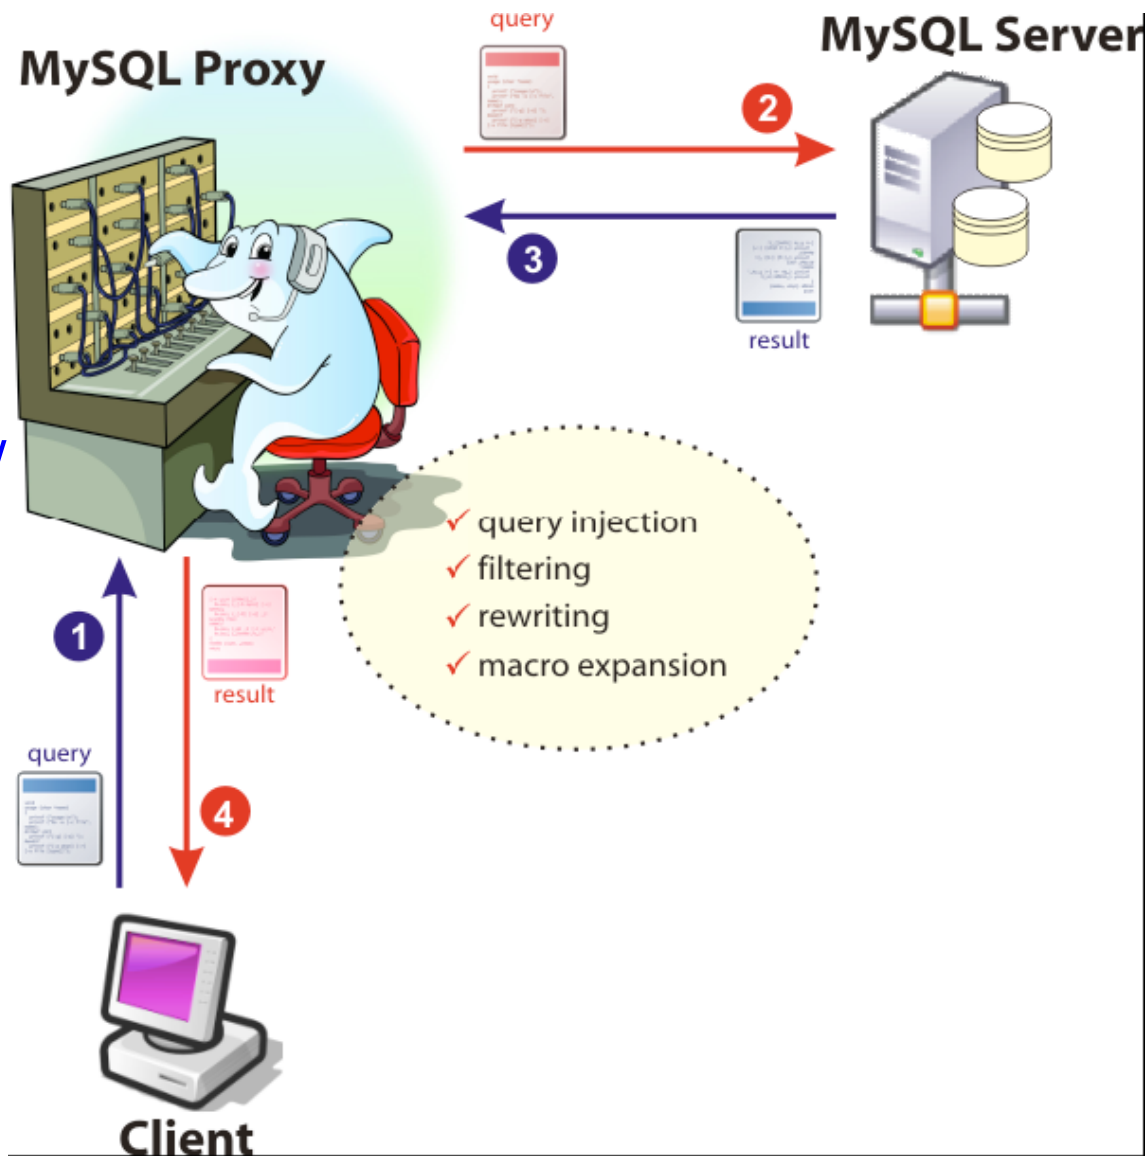 query
MySQL Server
MySQL Proxy
2
3
result
query injection
filtering
rewriting
macro expansion
1
result
query
4
Client